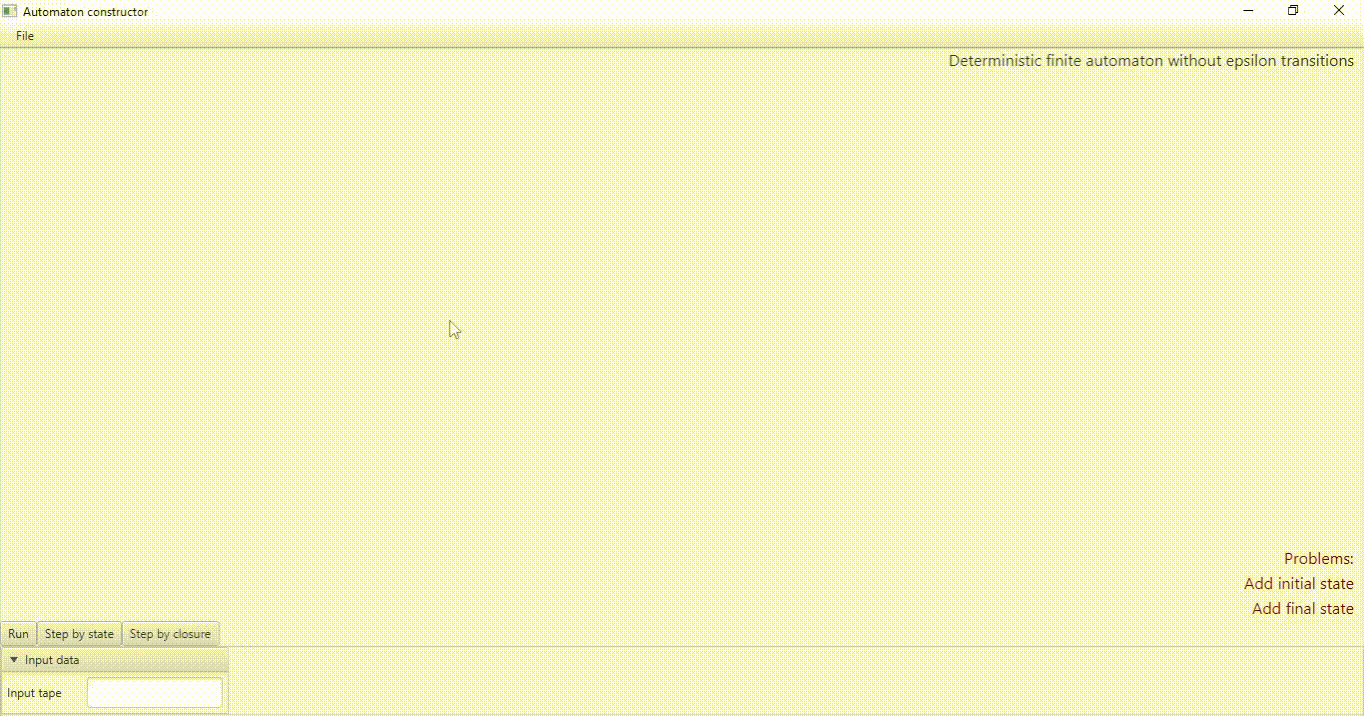 Automaton constructor
File
Deterministic finite automaton without epsilon transitions
Problems:
Add initial state
Add final state
Run Step by state Step by closure
Input data
Input tape